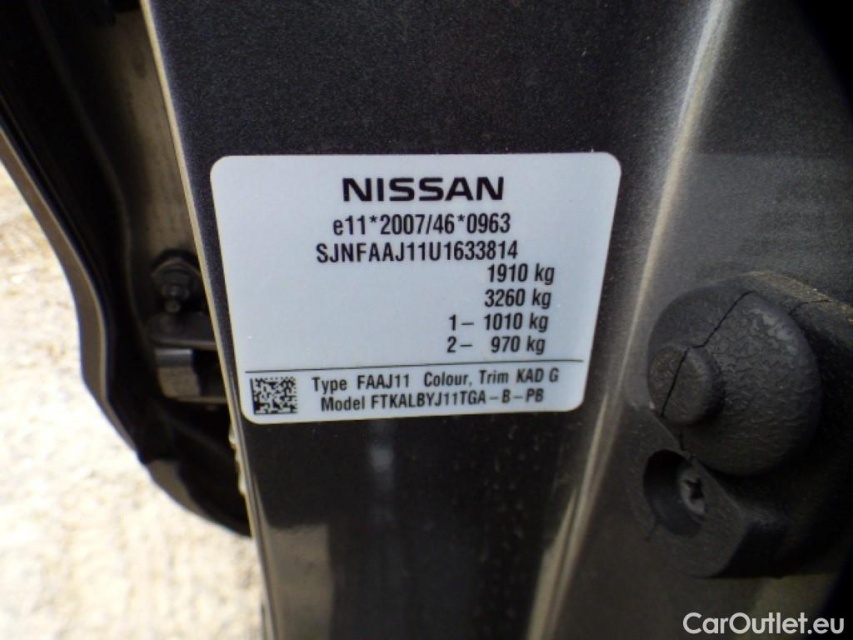 NISSAN
e11*2007/46*0963
SJNFAAJ11U1633814
1910 kg
3260 kg
1– 1010 kg
2– 970 kg
Type FAAJ11 Colour, Trim KAD G
Model FTKALBYJ11TGA–B–PB
CarOutlet.eu